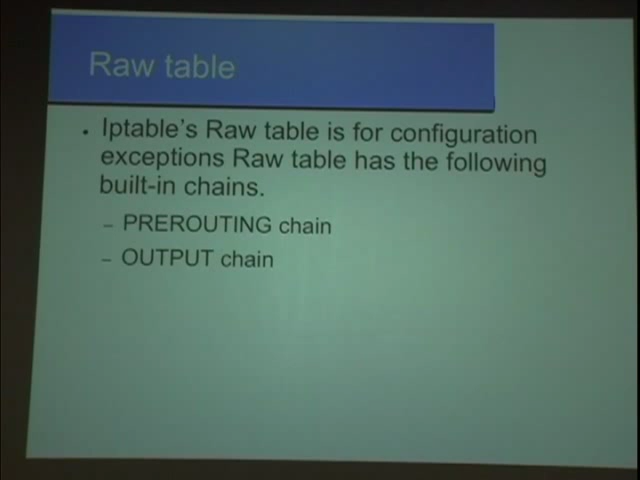 Raw table
• Iptable's Raw table is for configuration
exceptions Raw table has the following
built-in chains.
– PREROUTING chain
– OUTPUT chain